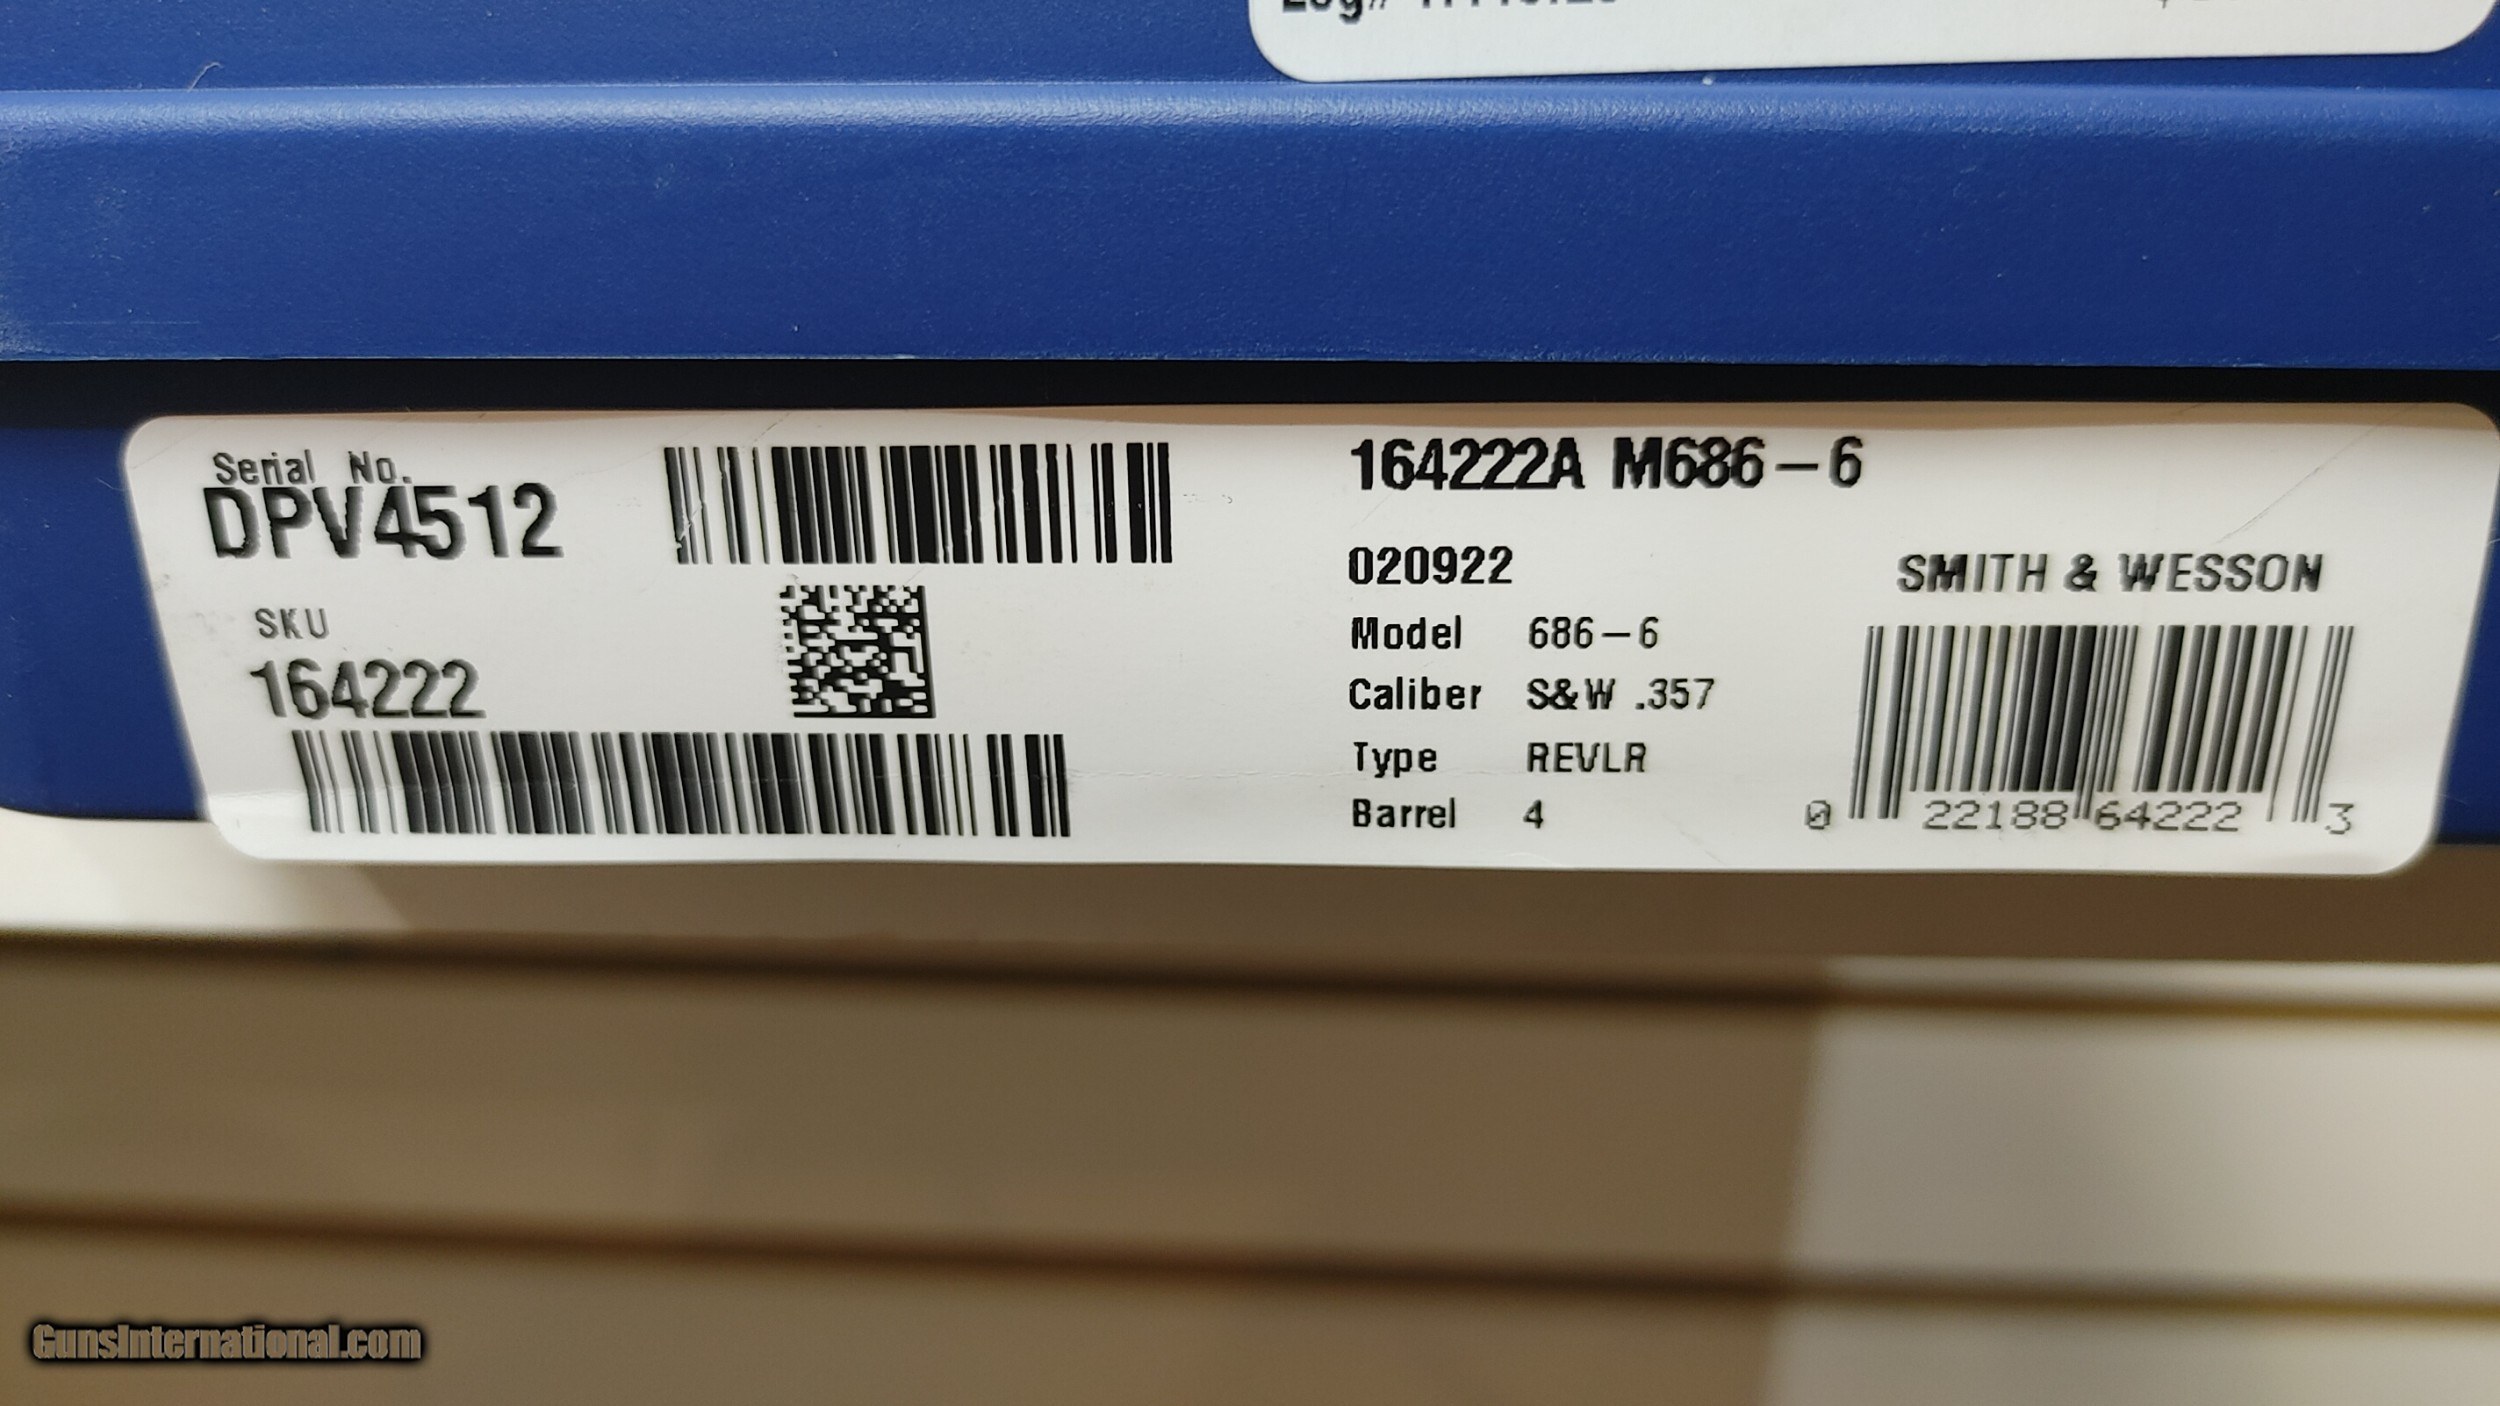 Serial No.
DPV4512
SKU
164222
164222A M686-6
020922
Model 686-6
Caliber S&W .357
Type REVLR
Barrel 4
SMITH & WESSON
0 22188 64222 3
GunsInternational.com